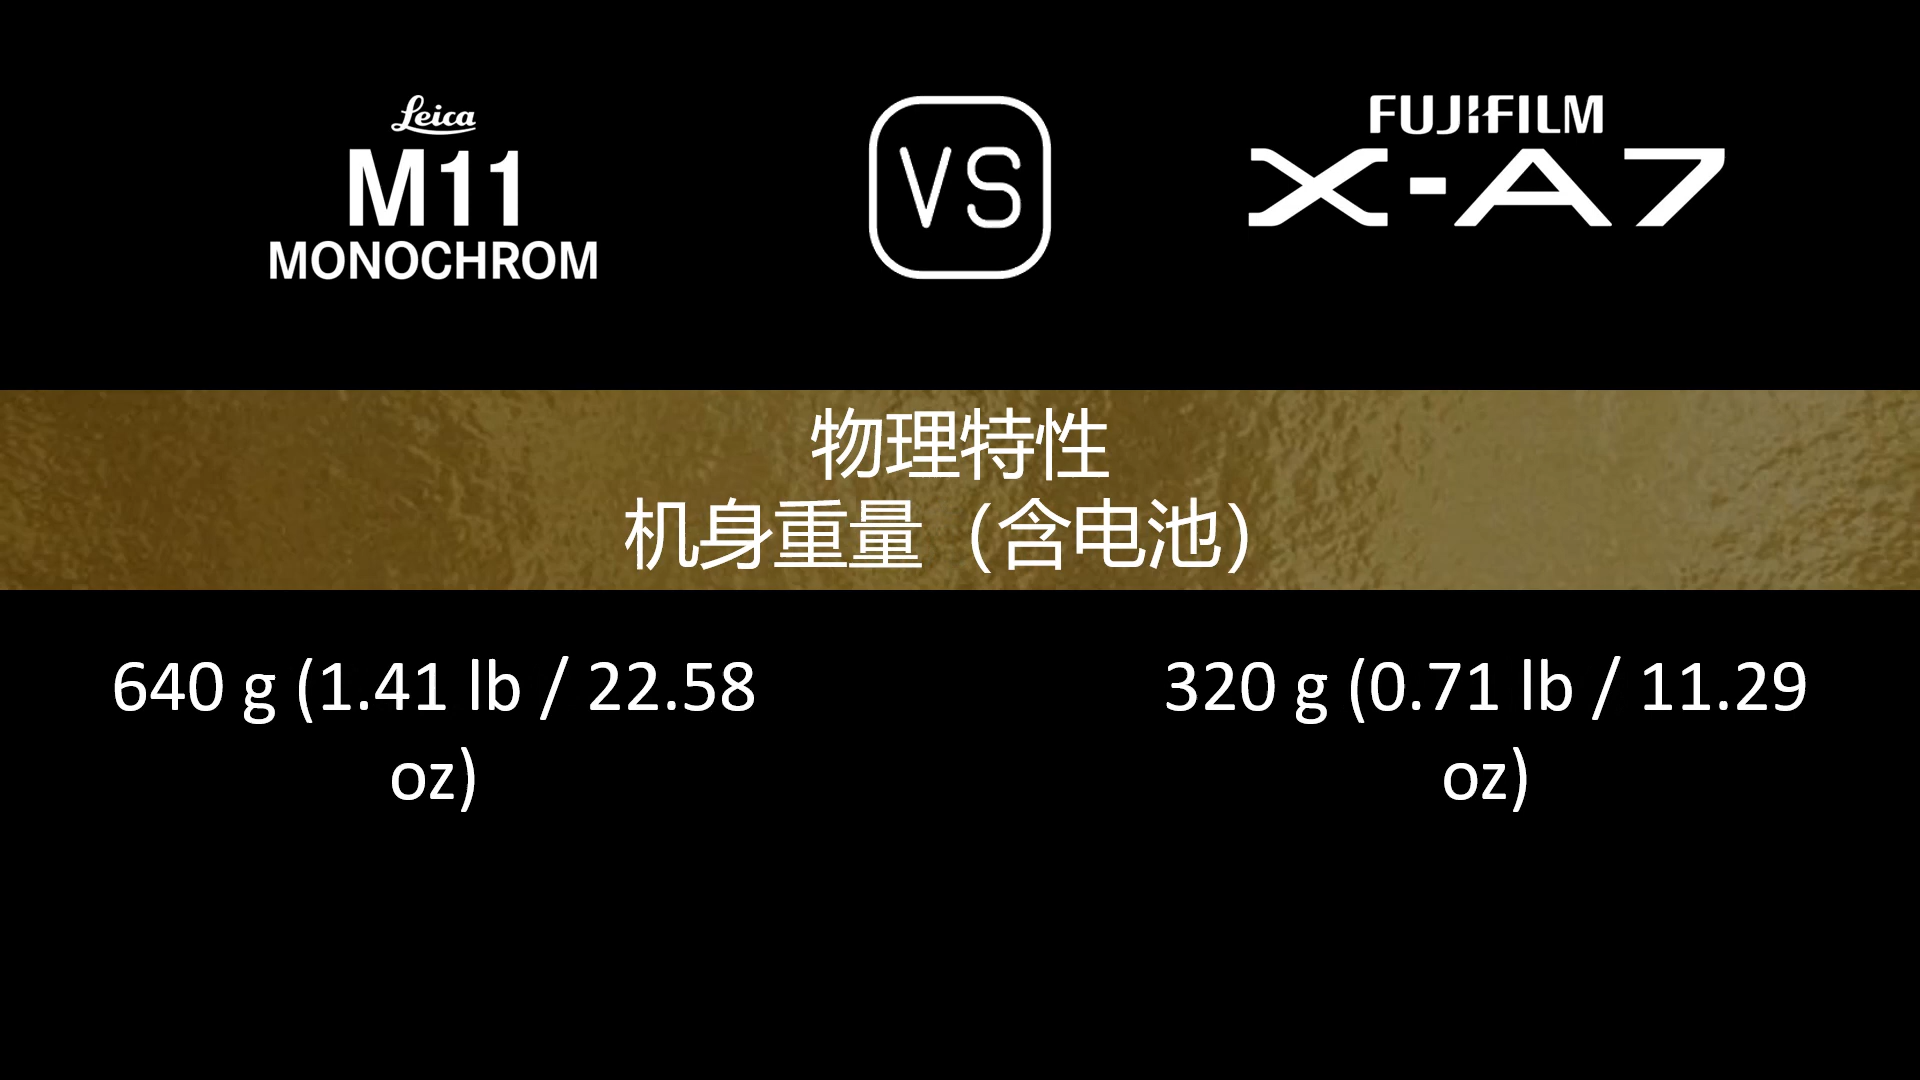 Leica
M11
MONOCHROM
VS
FUJIFILM
X-A7
物理特性
机身重量（含电池）
640 g (1.41 lb / 22.58
oz)
320 g (0.71 lb / 11.29
oz)